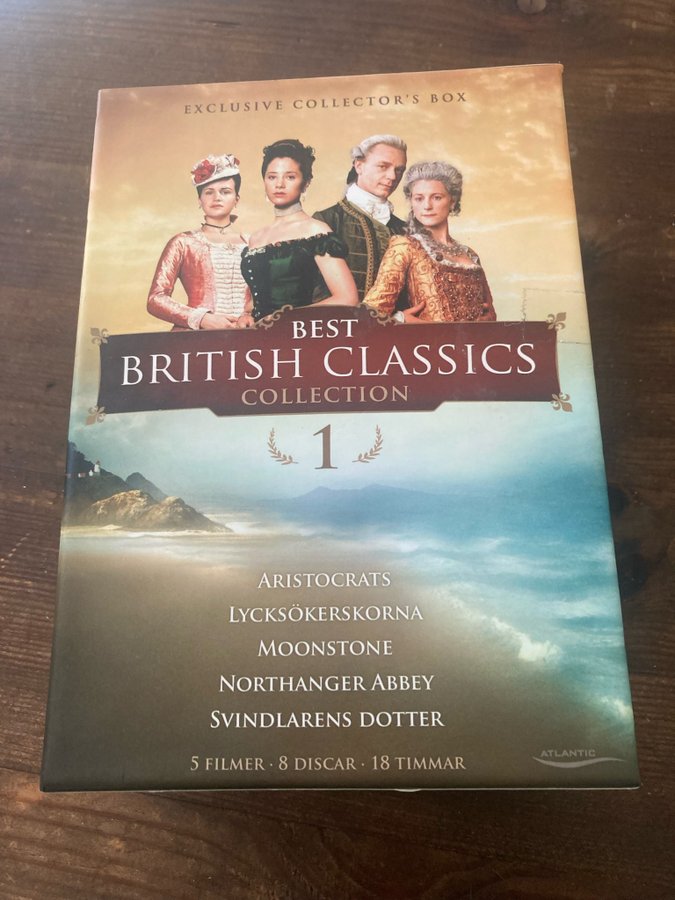 EXCLUSIVE COLLECTOR'S BOX
BEST
BRITISH CLASSICS
COLLECTION
1
ARISTOCRATS
LYCKSÖKERSKORNA
MOONSTONE
NORTHANGER ABBEY
SVINDLARENS DOTTER
5 FILMER · 8 DISCAR · 18 TIMMAR
ATLANTIC